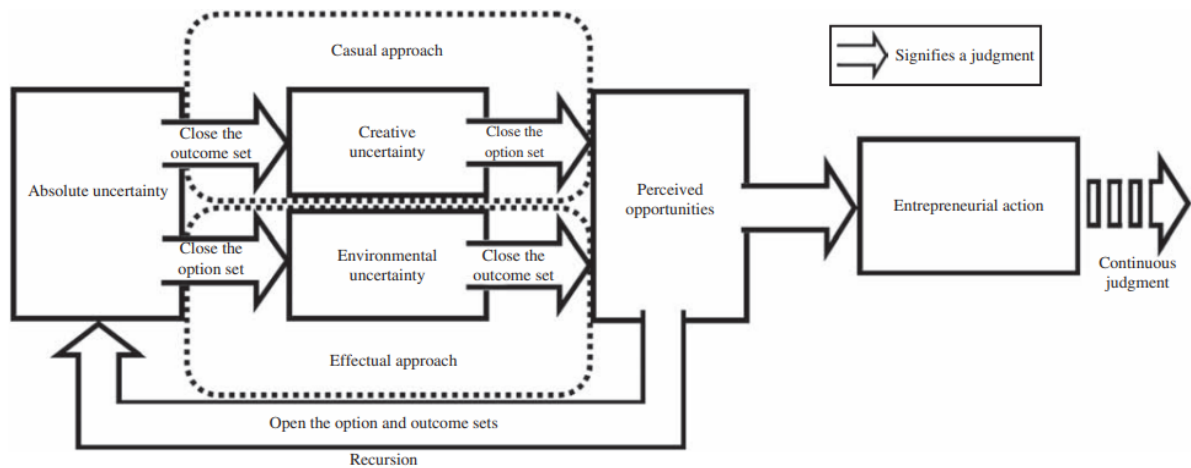 Casual approach
Signifies a judgment
Close the
outcome set
Creative
uncertainty
Close the
option set
Absolute uncertainty
Perceived
opportunities
Entrepreneurial action
Close the
option set
Environmental
uncertainty
Close the
outcome set
Continuous
judgment
Effectual approach
Open the option and outcome sets
Recursion